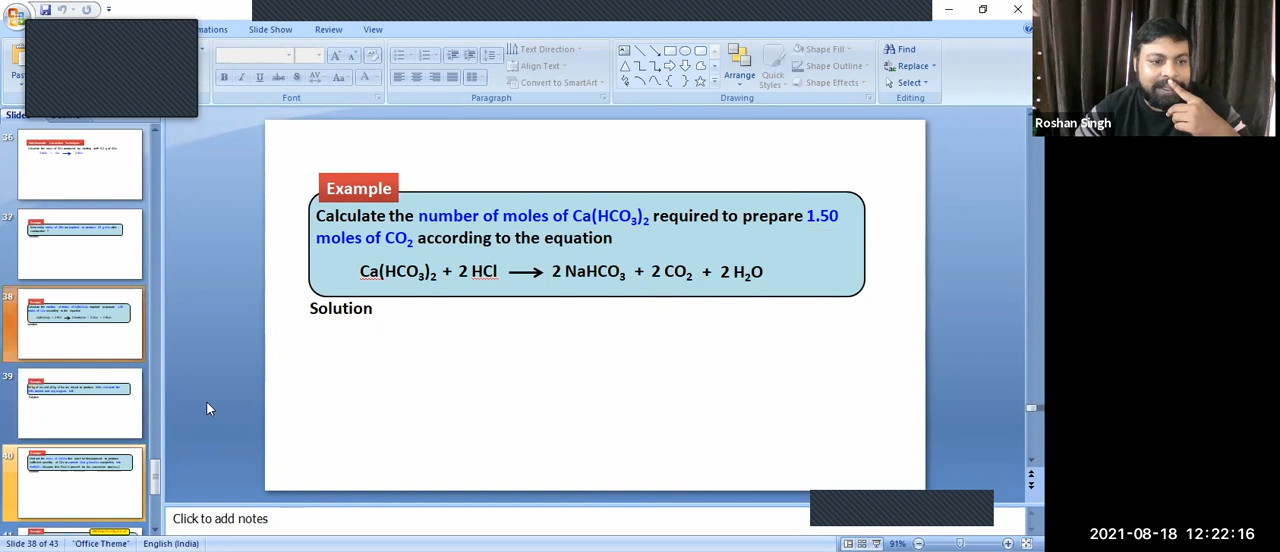 mations Slide Show Review View
Text Direction
Align Text
Convert to SmartArt
Arrange
Quick Styles
Shape Fill
Shape Outline
Shape Effects
Find
Replace
Select
B I U abc S AV Aa A
Font Paragraph Drawing Editing
Roshan Singh
36
37
38
39
40
Example
Calculate the number of moles of Ca(HCO₃)₂ required to prepare 1.50
moles of CO₂ according to the equation
Ca(HCO₃)₂ + 2 HCl ⟶ 2 NaHCO₃ + 2 CO₂ + 2 H₂O
Solution
Click to add notes
Slide 38 of 43 "Office Theme" English (India) 91%
2021-08-18 12:22:16